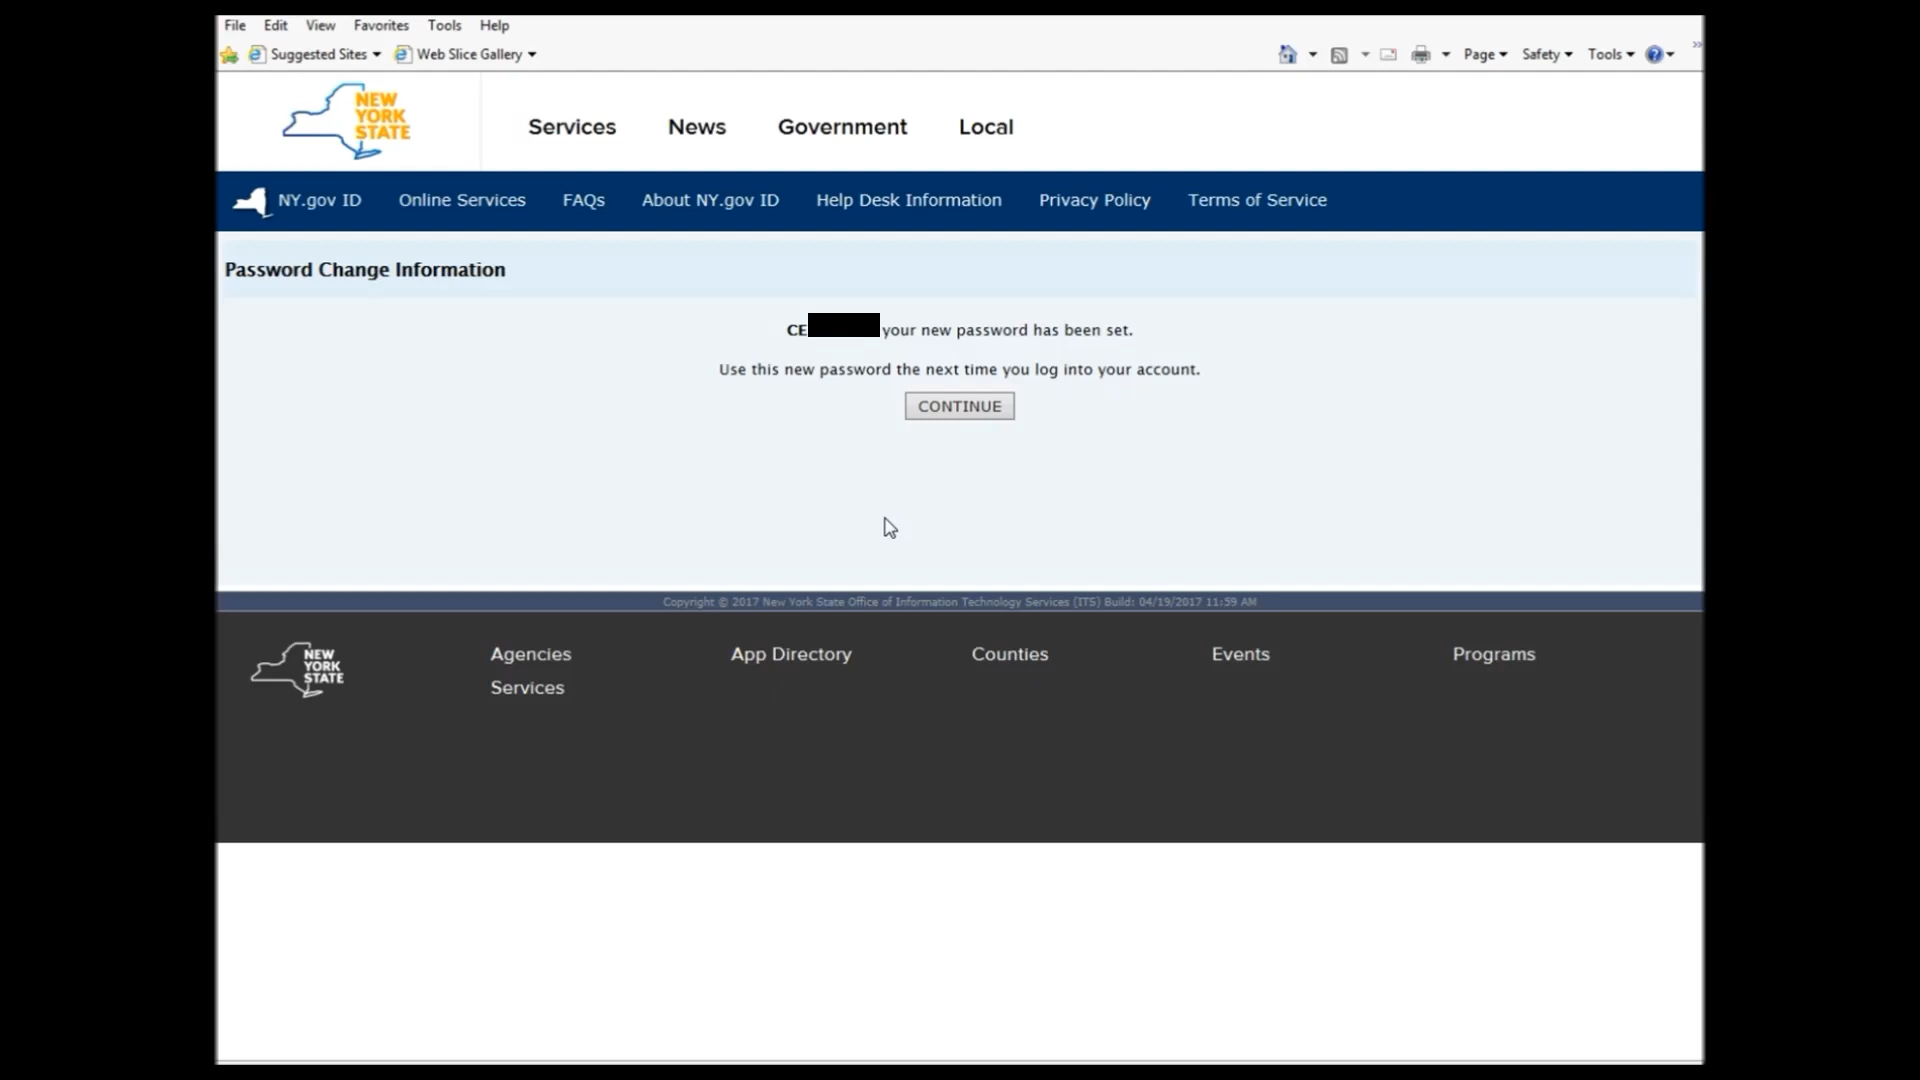 File Edit View Favorites Tools Help
Suggested Sites Web Slice Gallery Page Safety Tools
NEW
YORK
STATE
Services News Government Local
NY.gov ID Online Services FAQs About NY.gov ID Help Desk Information Privacy Policy Terms of Service
Password Change Information
CE your new password has been set.
Use this new password the next time you log into your account.
CONTINUE
Copyright © 2017 New York State Office of Information Technology Services (ITS) Build: 04/19/2017 11:59 AM
NEW
YORK
STATE
Agencies App Directory Counties Events Programs
Services